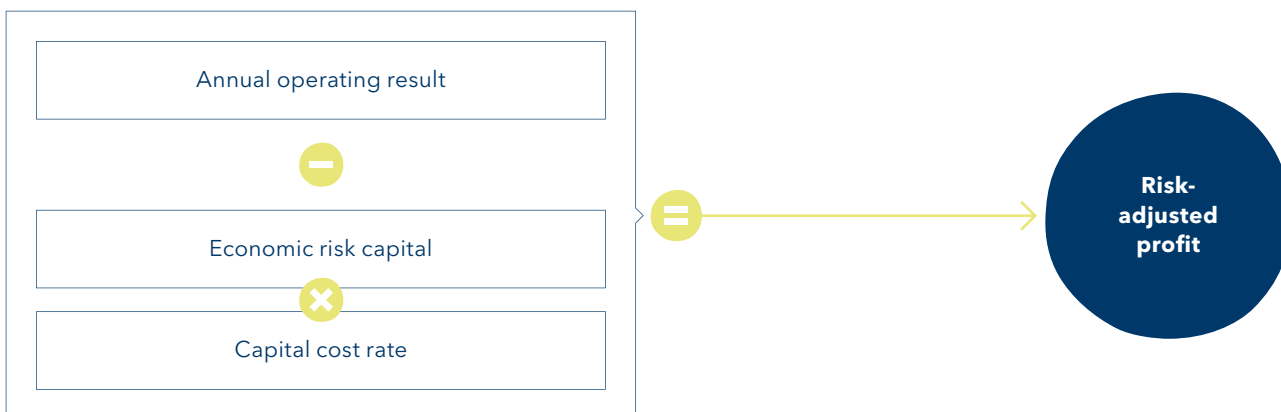 Annual operating result
Economic risk capital
Capital cost rate
Risk-
adjusted
profit